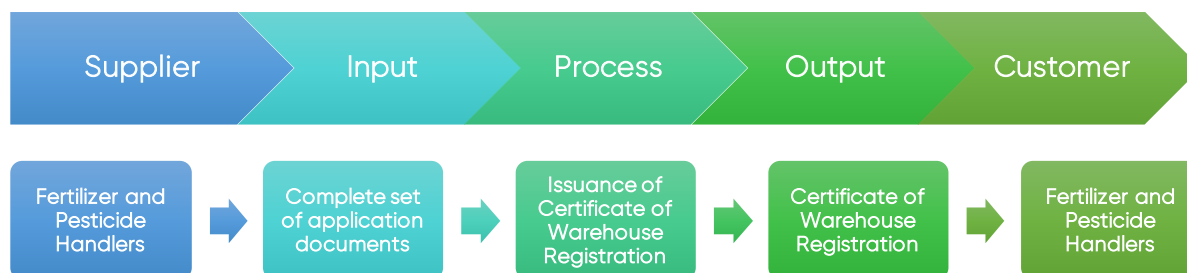 Supplier
Input
Process
Output
Customer
Fertilizer and
Pesticide
Handlers
Complete set
of application
documents
Issuance of
Certificate of
Warehouse
Registration
Certificate of
Warehouse
Registration
Fertilizer and
Pesticide
Handlers